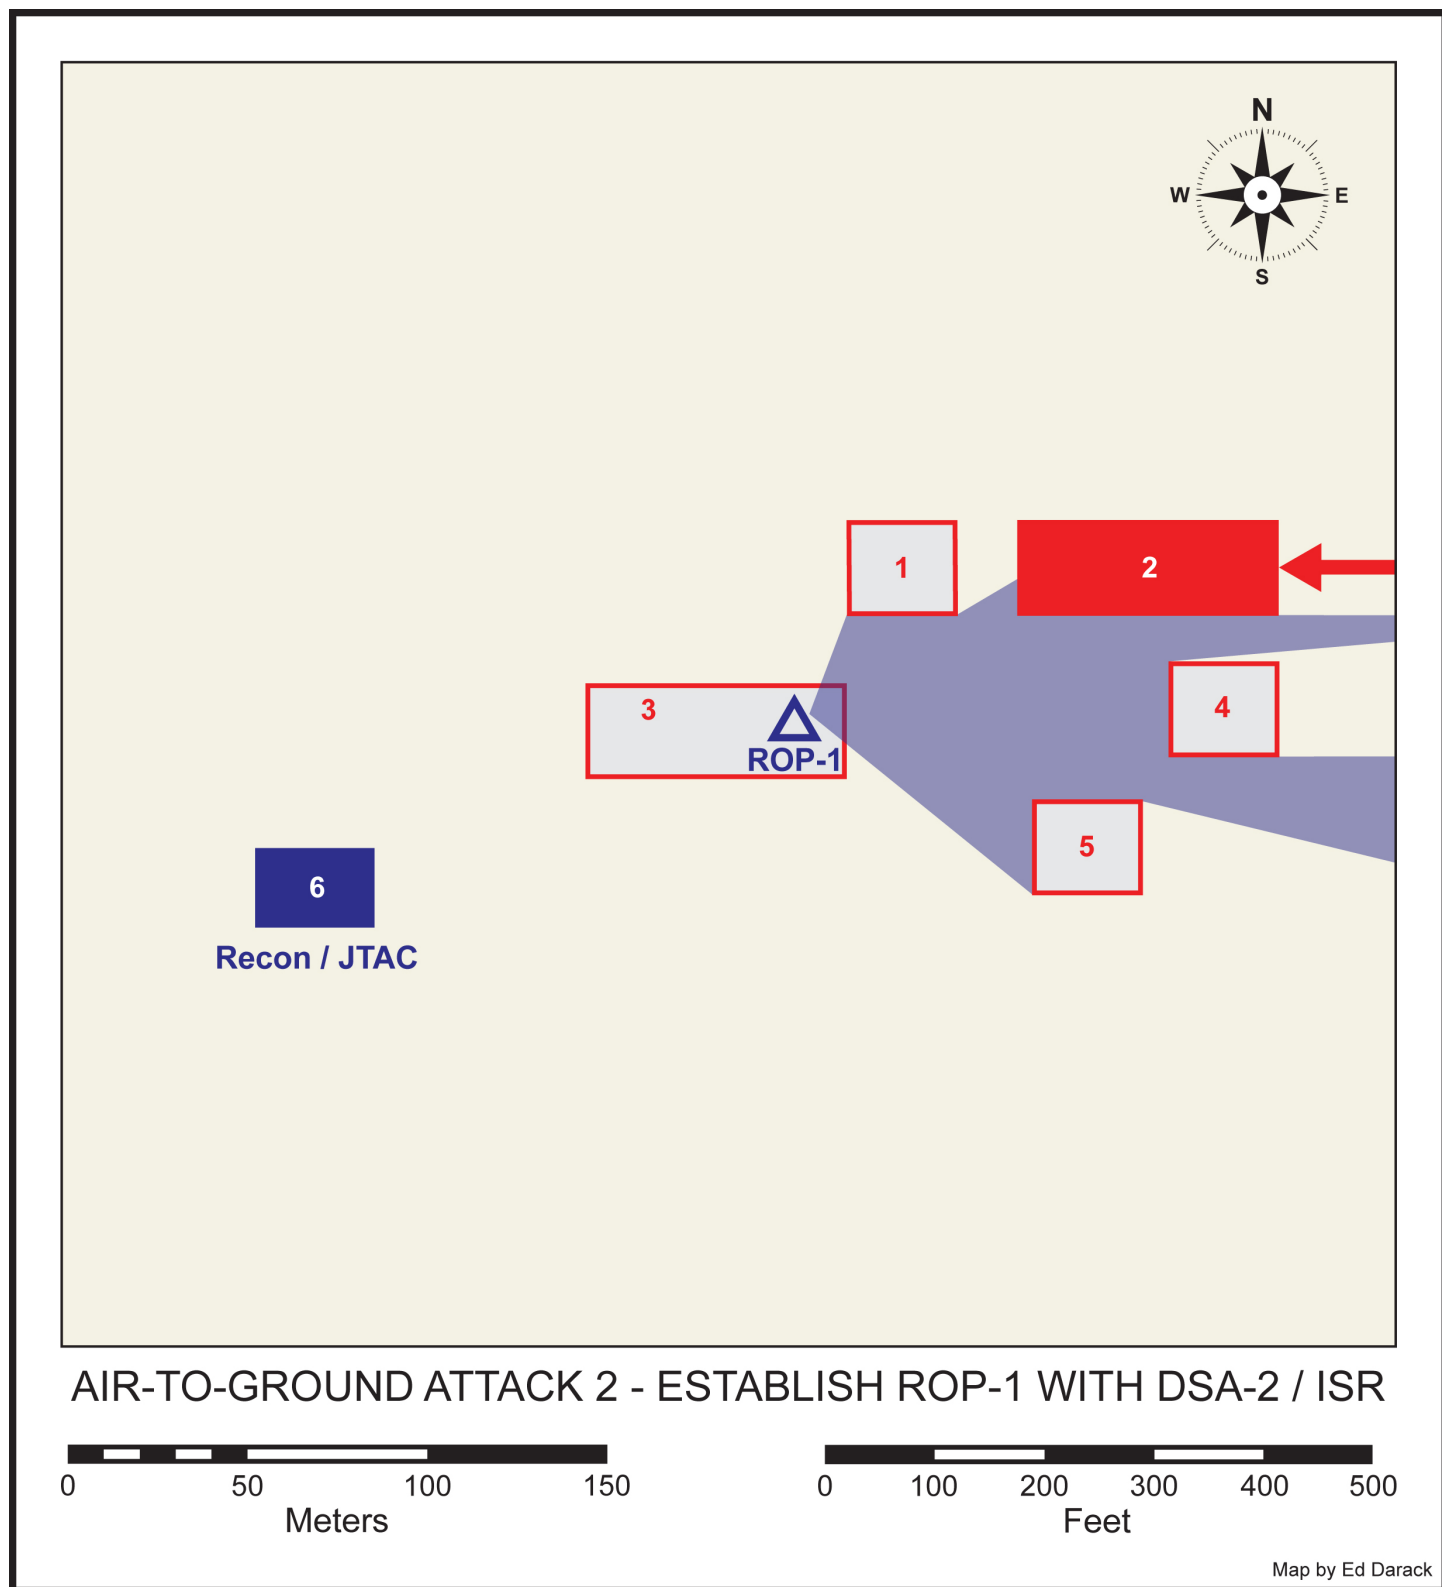 N
W E
S
1
2
3
4
ROP-1
5
6
Recon / JTAC
AIR-TO-GROUND ATTACK 2 - ESTABLISH ROP-1 WITH DSA-2 / ISR
0 50 100 150
Meters
0 100 200 300 400 500
Feet
Map by Ed Darack